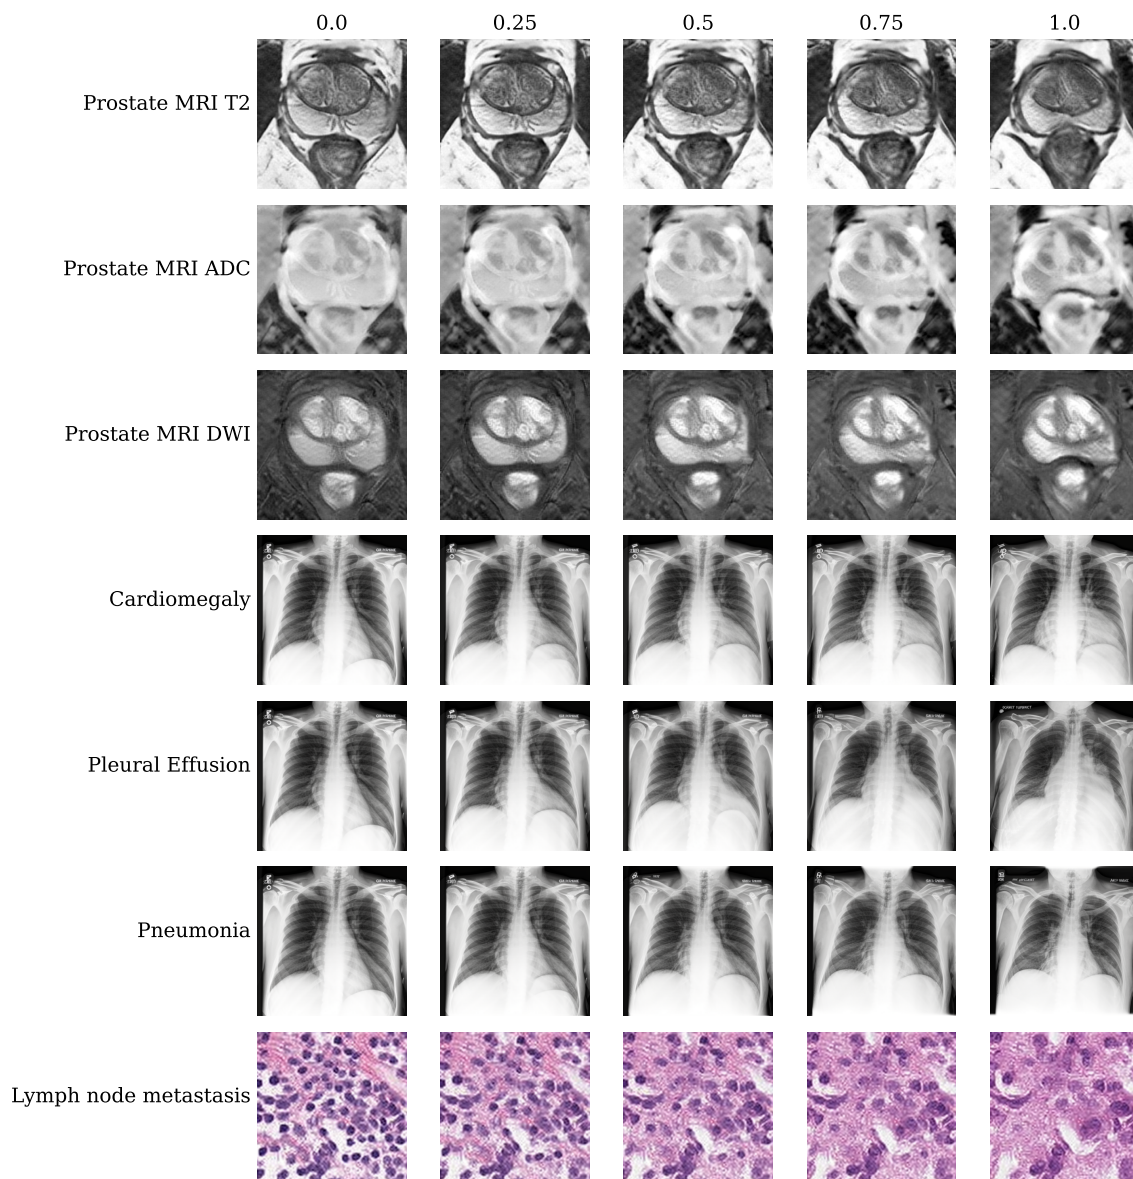 0.0 0.25 0.5 0.75 1.0
Prostate MRI T2
Prostate MRI ADC
Prostate MRI DWI
Cardiomegaly
Pleural Effusion
Pneumonia
Lymph node metastasis